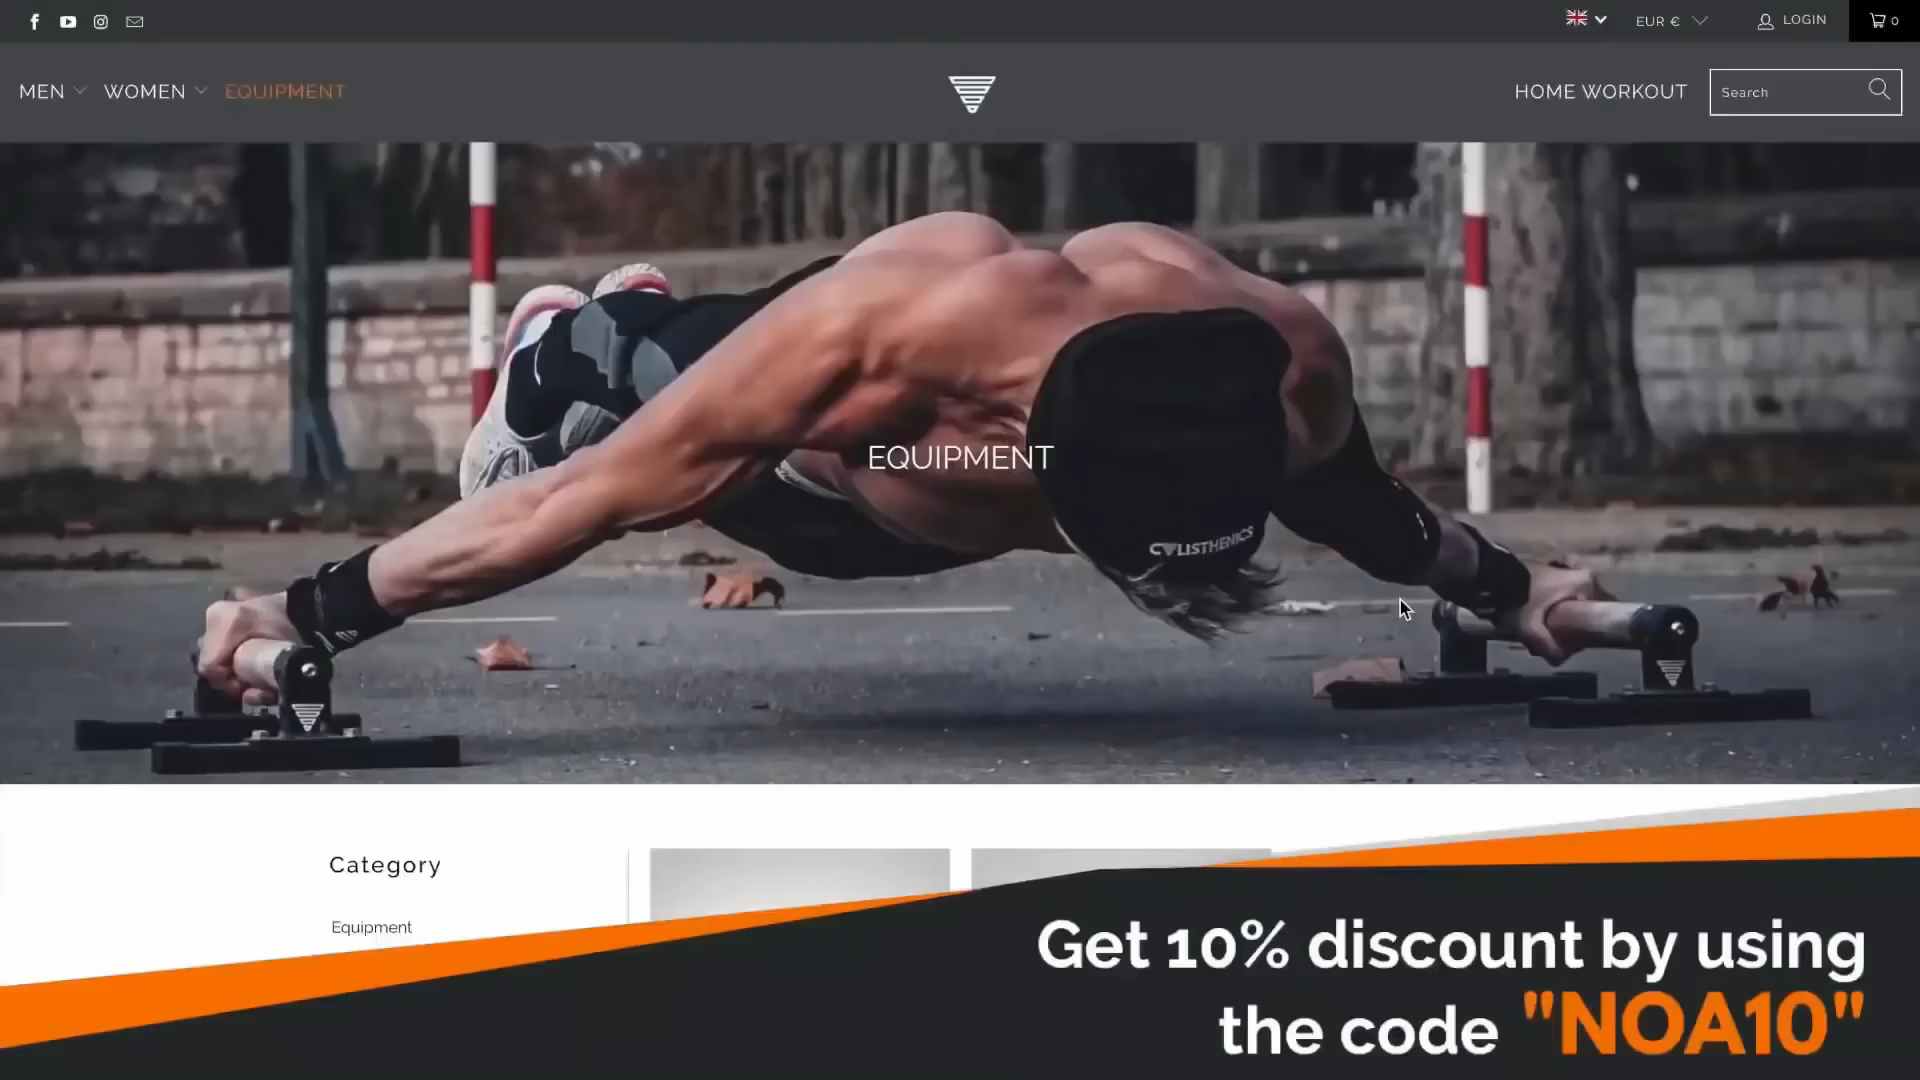 EUR €
LOGIN
0
MEN
WOMEN
EQUIPMENT
HOME WORKOUT
Search
EQUIPMENT
CALISTHENICS
Category
Equipment
Get 10% discount by using
the code "NOA10"